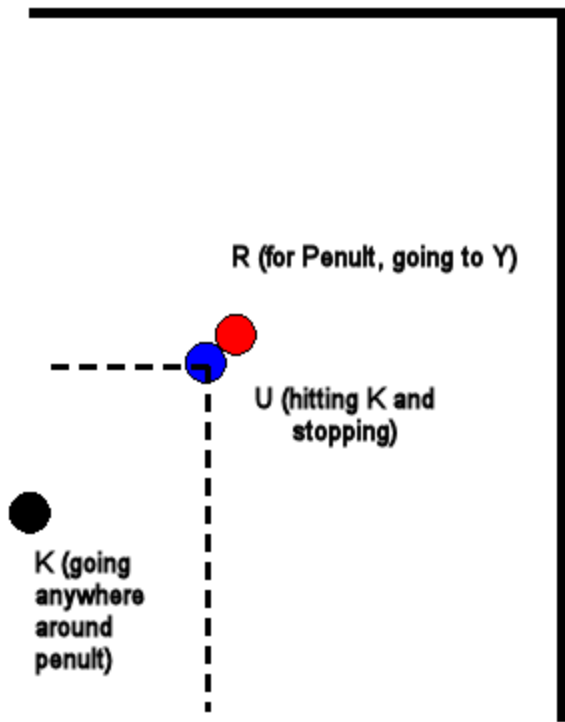 R (for Penult, going to Y)
U (hitting K and
stopping)
K (going
anywhere
around
penult)